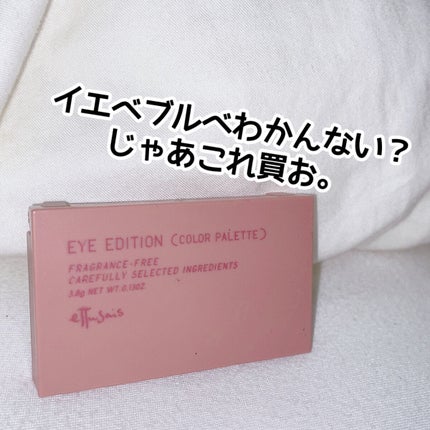 イエベブルベわかんない？
じゃあこれ買お。
EYE EDITION (COLOR PALETTE)
FRAGRANCE-FREE
CAREFULLY SELECTED INGREDIENTS
3.8g NET WT.0.13OZ.
ettusais